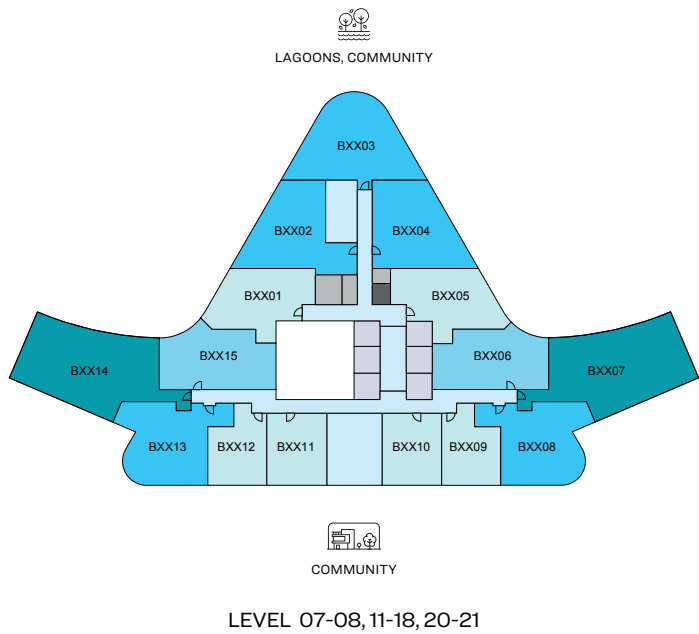 LAGOONS, COMMUNITY
BXX03
BXX02
BXX04
BXX01
BXX05
BXX15
BXX06
BXX14
BXX07
BXX13
BXX12
BXX11
BXX10
BXX09
BXX08
COMMUNITY
LEVEL 07-08, 11-18, 20-21